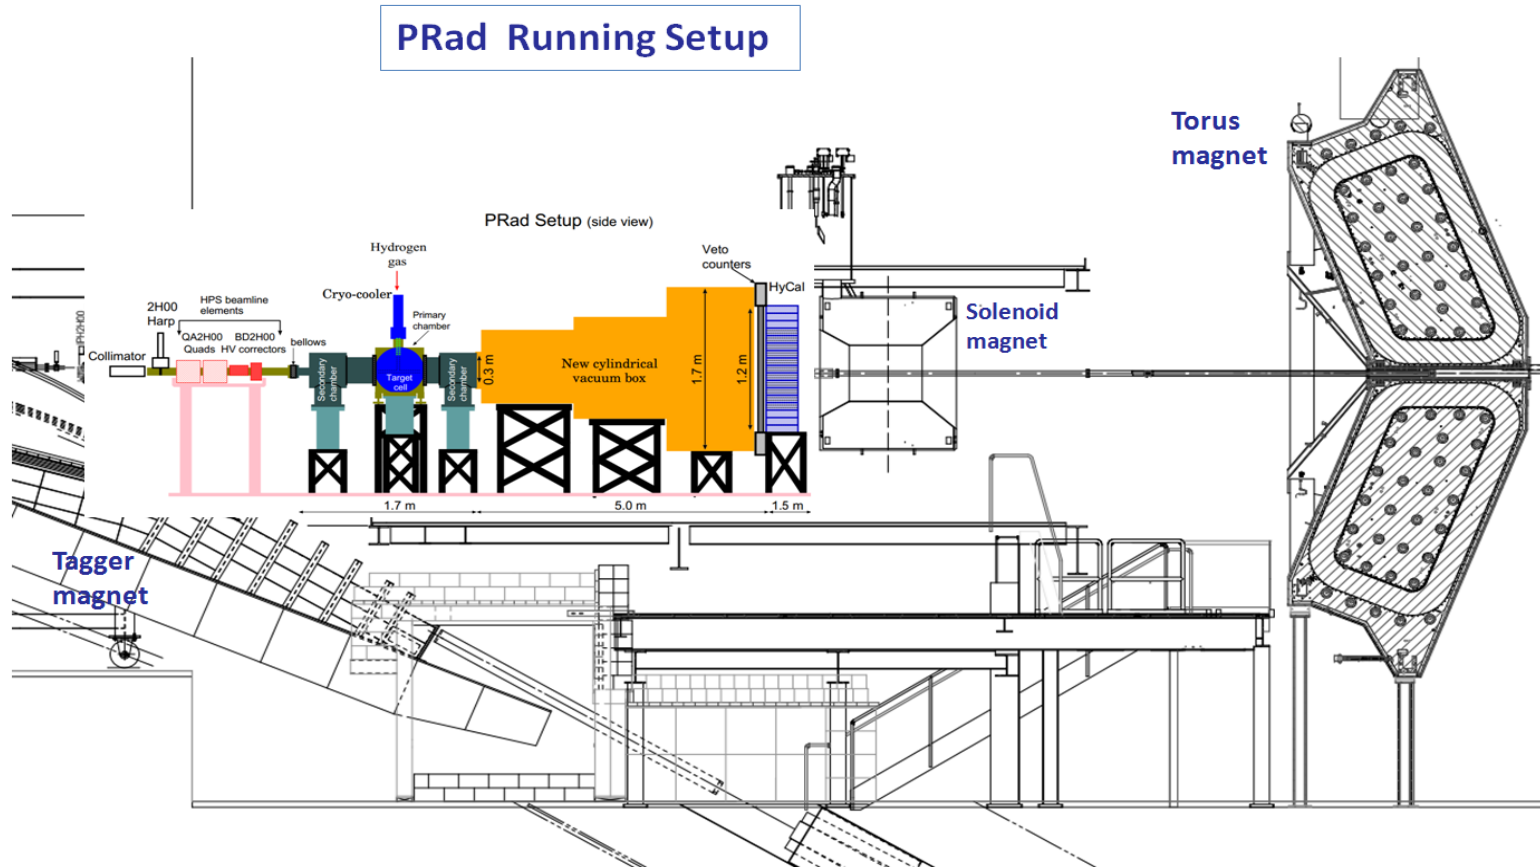 PRad Running Setup
Torus
magnet
PRad Setup (side view)
Hydrogen
gas
Veto
counters
HyCal
Cryo-cooler
2H00
Harp
HPS beamline
elements
Primary
chamber
Solenoid
magnet
QA2H00
Quads
BD2H00
HV correctors
bellows
Collimator
Secondary
chamber
Target
cell
Secondary
chamber
0.3 m
New cylindrical
vacuum box
1.7 m
1.2 m
1.7 m
5.0 m
1.5 m
Tagger
magnet